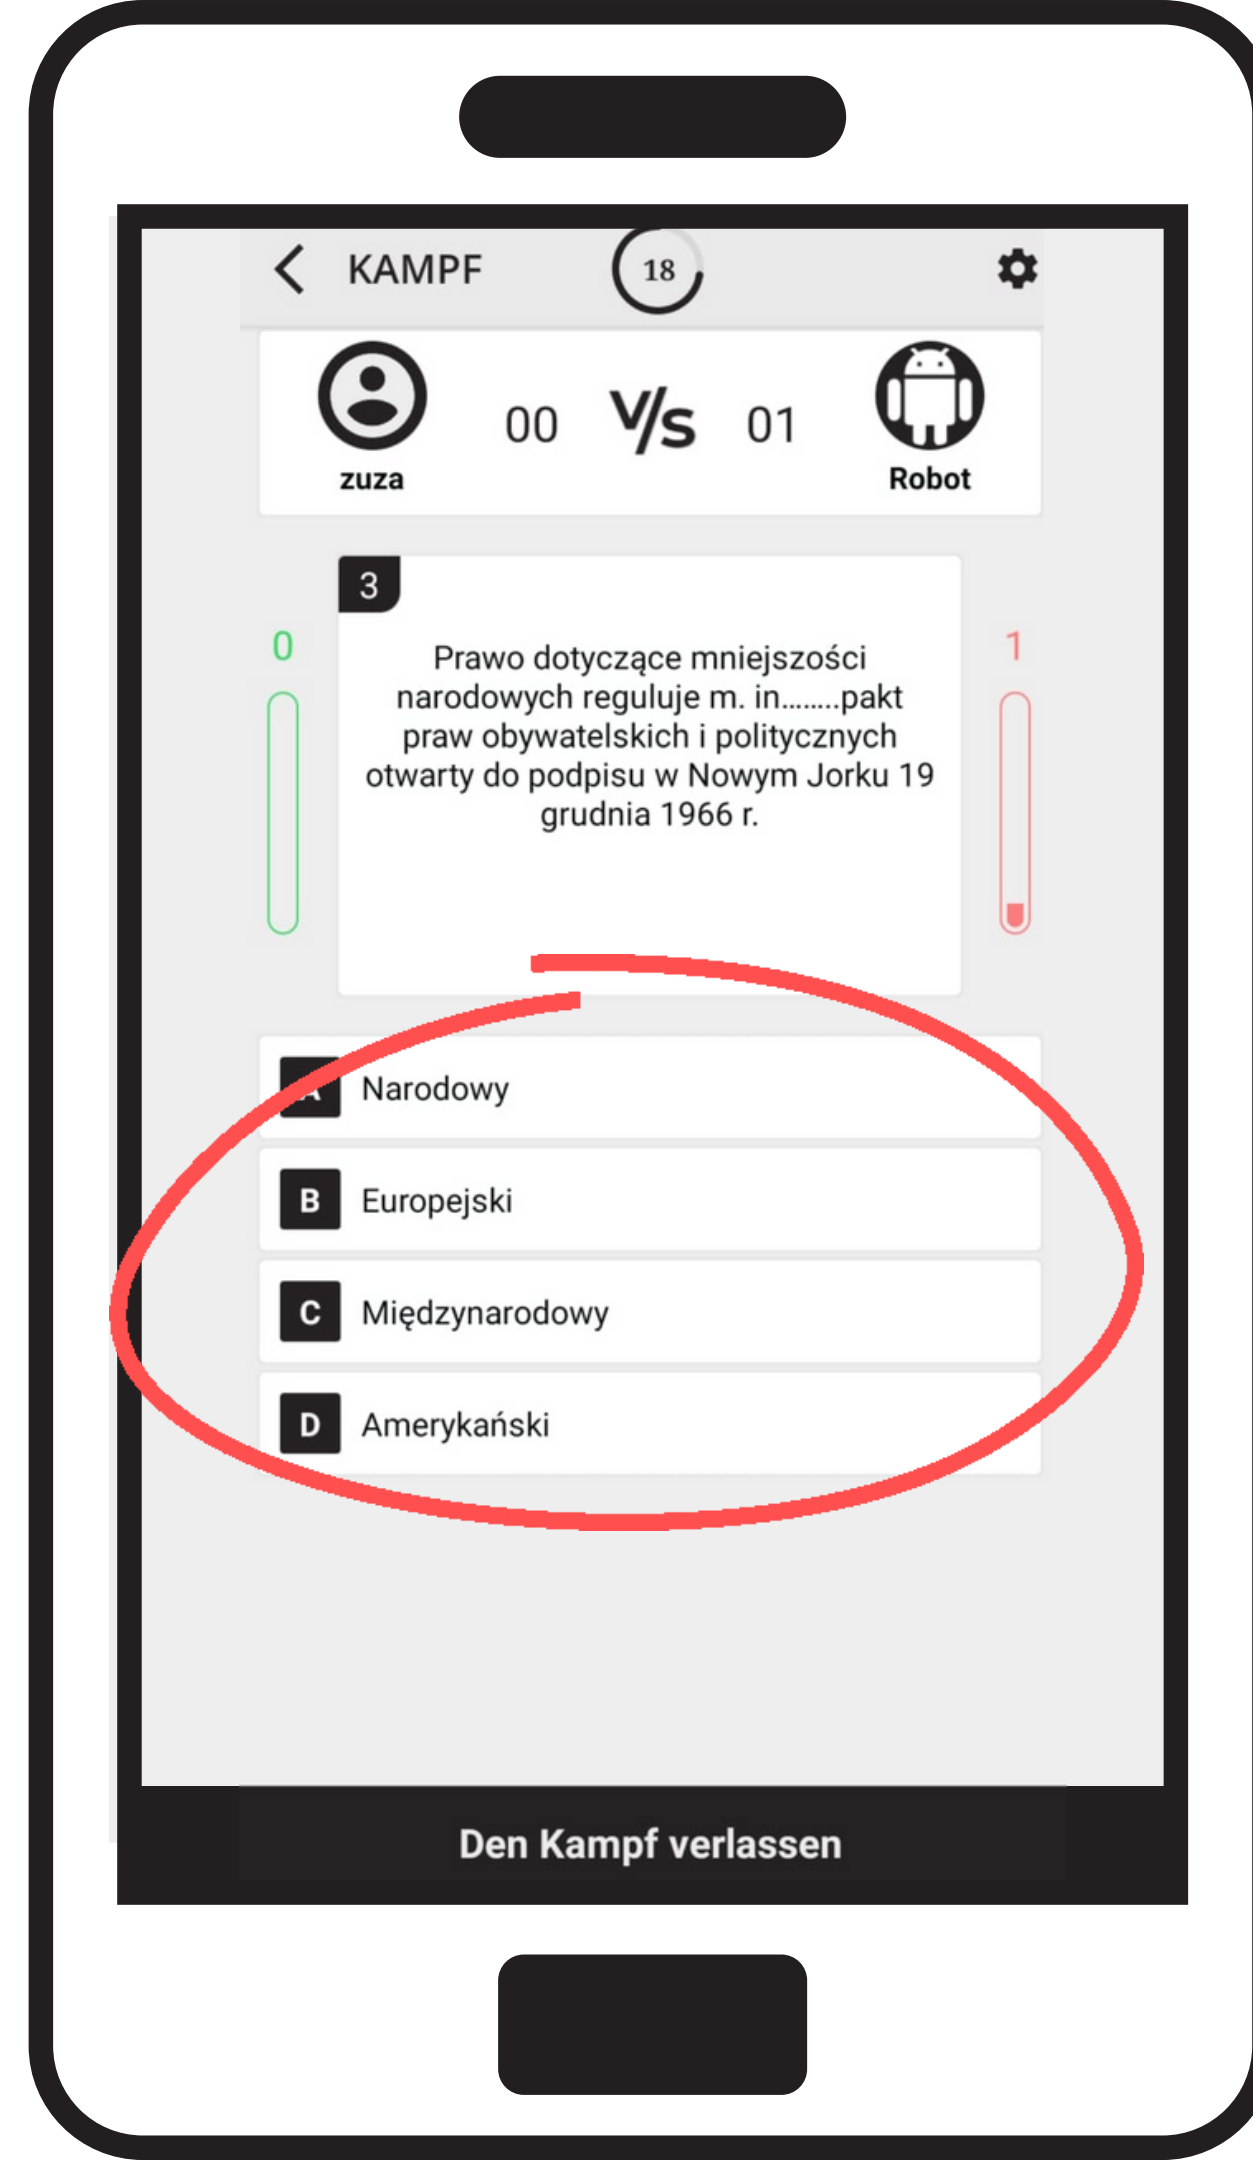 KAMPF
18
00
V/s
01
zuza
Robot
3
0
1
Prawo dotyczące mniejszości
narodowych reguluje m. in........pakt
praw obywatelskich i politycznych
otwarty do podpisu w Nowym Jorku 19
grudnia 1966 r.
A Narodowy
B Europejski
C Międzynarodowy
D Amerykański
Den Kampf verlassen